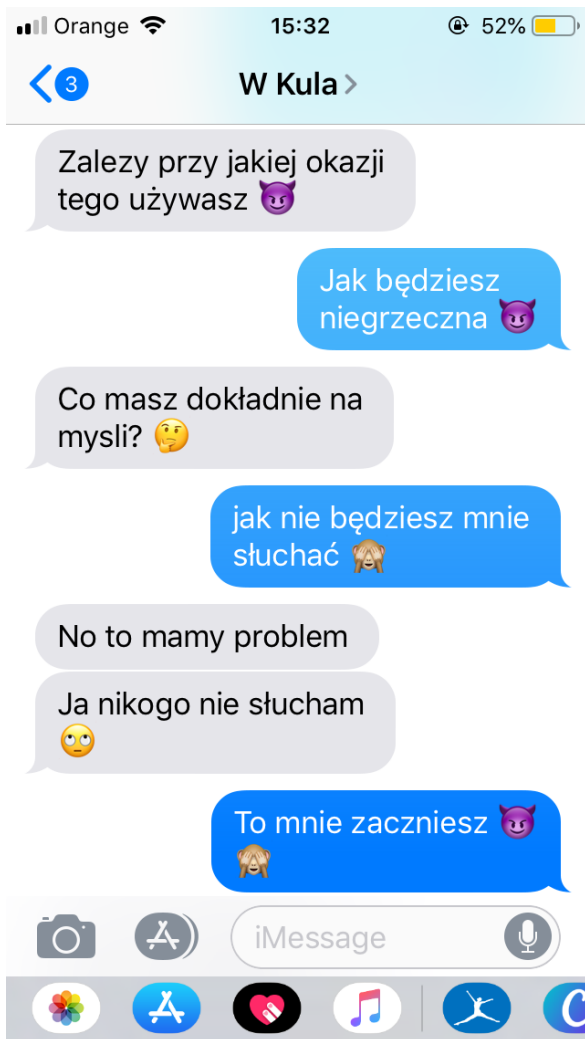 Orange 15:32 52%
3 W Kula
Zalezy przy jakiej okazji
tego używasz 😈
Jak będziesz
niegrzeczna 😈
Co masz dokładnie na
mysli? 🤔
jak nie będziesz mnie
słuchać 🙈
No to mamy problem
Ja nikogo nie słucham
🙄
To mnie zaczniesz 😈
🙈
iMessage